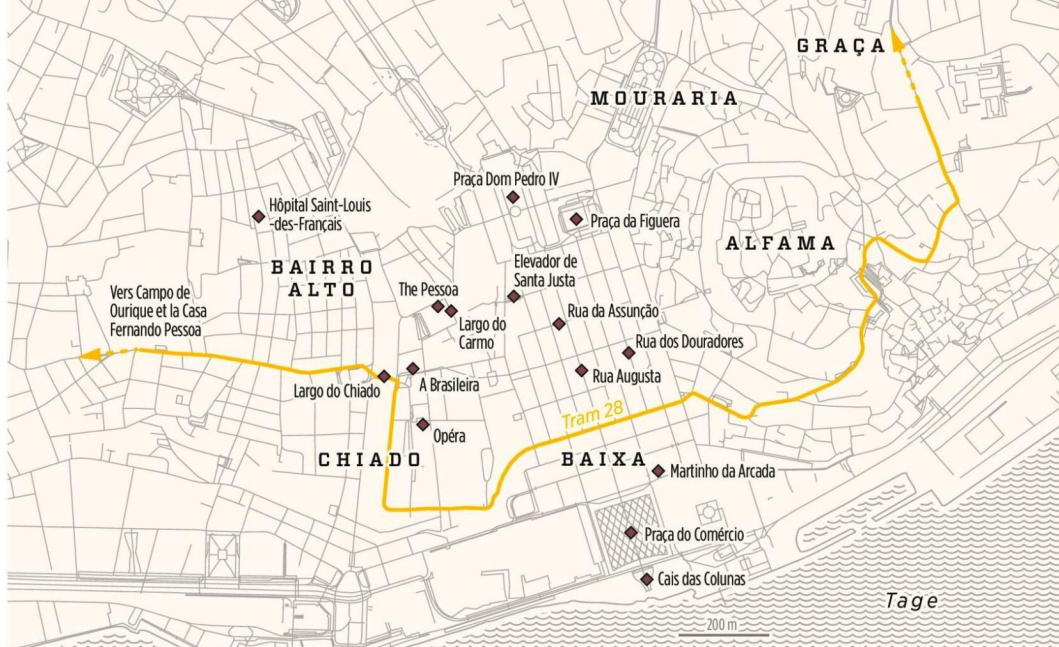 GRAÇA
MOURARIA
Praça Dom Pedro IV
Hôpital Saint-Louis
-des-Français
Praça da Figuera
ALFAMA
BAIRRO
ALTO
Elevador de
Santa Justa
Vers Campo de
Ourique et la Casa
Fernando Pessoa
The Pessoa
Largo do
Carmo
Rua da Assunção
Rua dos Douradores
Largo do Chiado
A Brasileira
Rua Augusta
Tram 28
Opéra
CHIADO
BAIXA
Martinho da Arcada
Praça do Comércio
Cais das Colunas
Tage
200 m